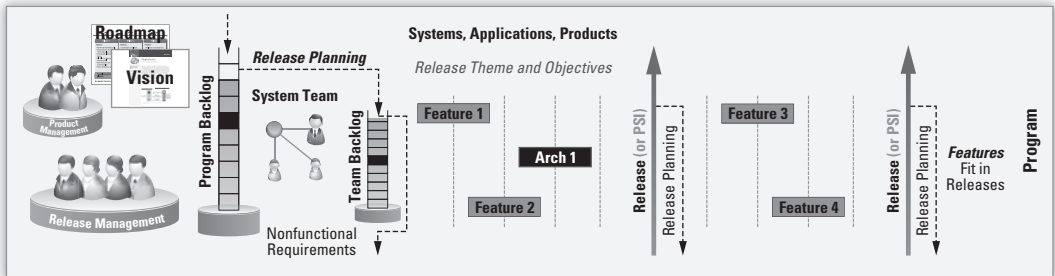 Roadmap
Vision
Product
Management
Release Management
Program Backlog
Release Planning
System Team
Team Backlog
Nonfunctional
Requirements
Systems, Applications, Products
Release Theme and Objectives
Feature 1
Arch 1
Feature 2
Release (or PSI)
Release Planning
Feature 3
Feature 4
Release (or PSI)
Release Planning
Features
Fit in
Releases
Program